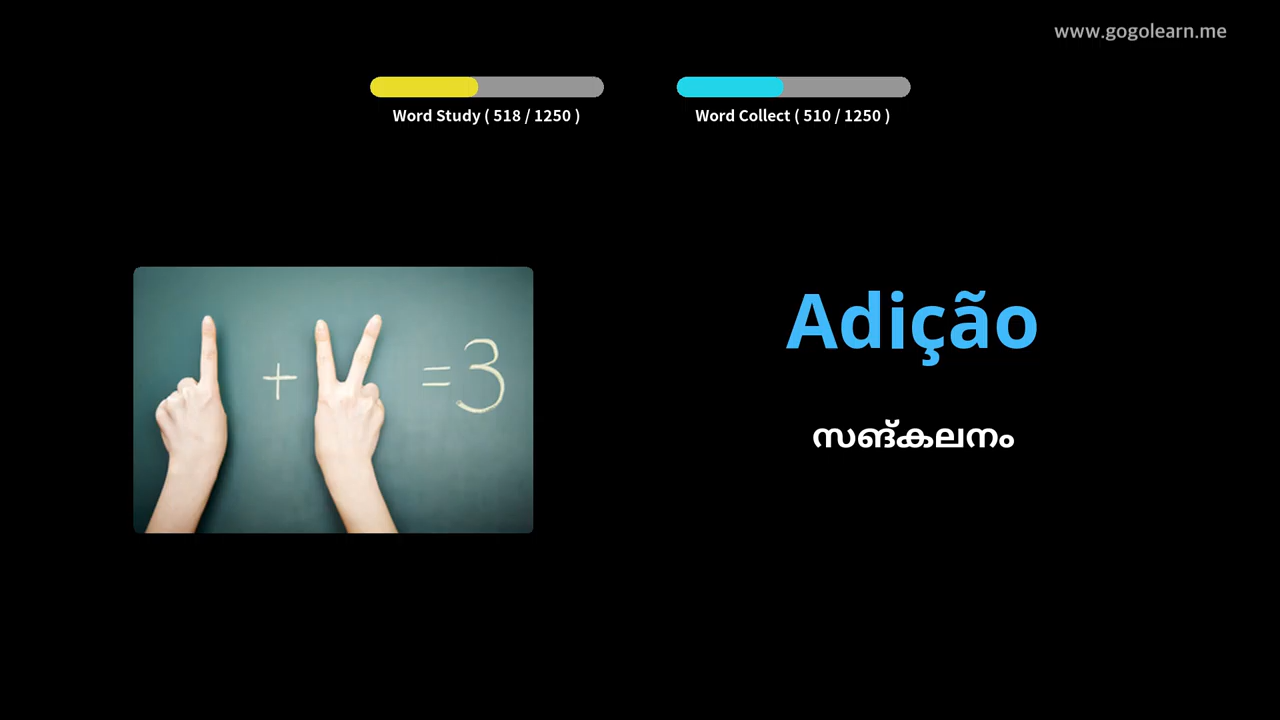 www.gogolearn.me
Word Study ( 518 / 1250 )
Word Collect ( 510 / 1250 )
+ = 3
Adição
സങ്കലനം